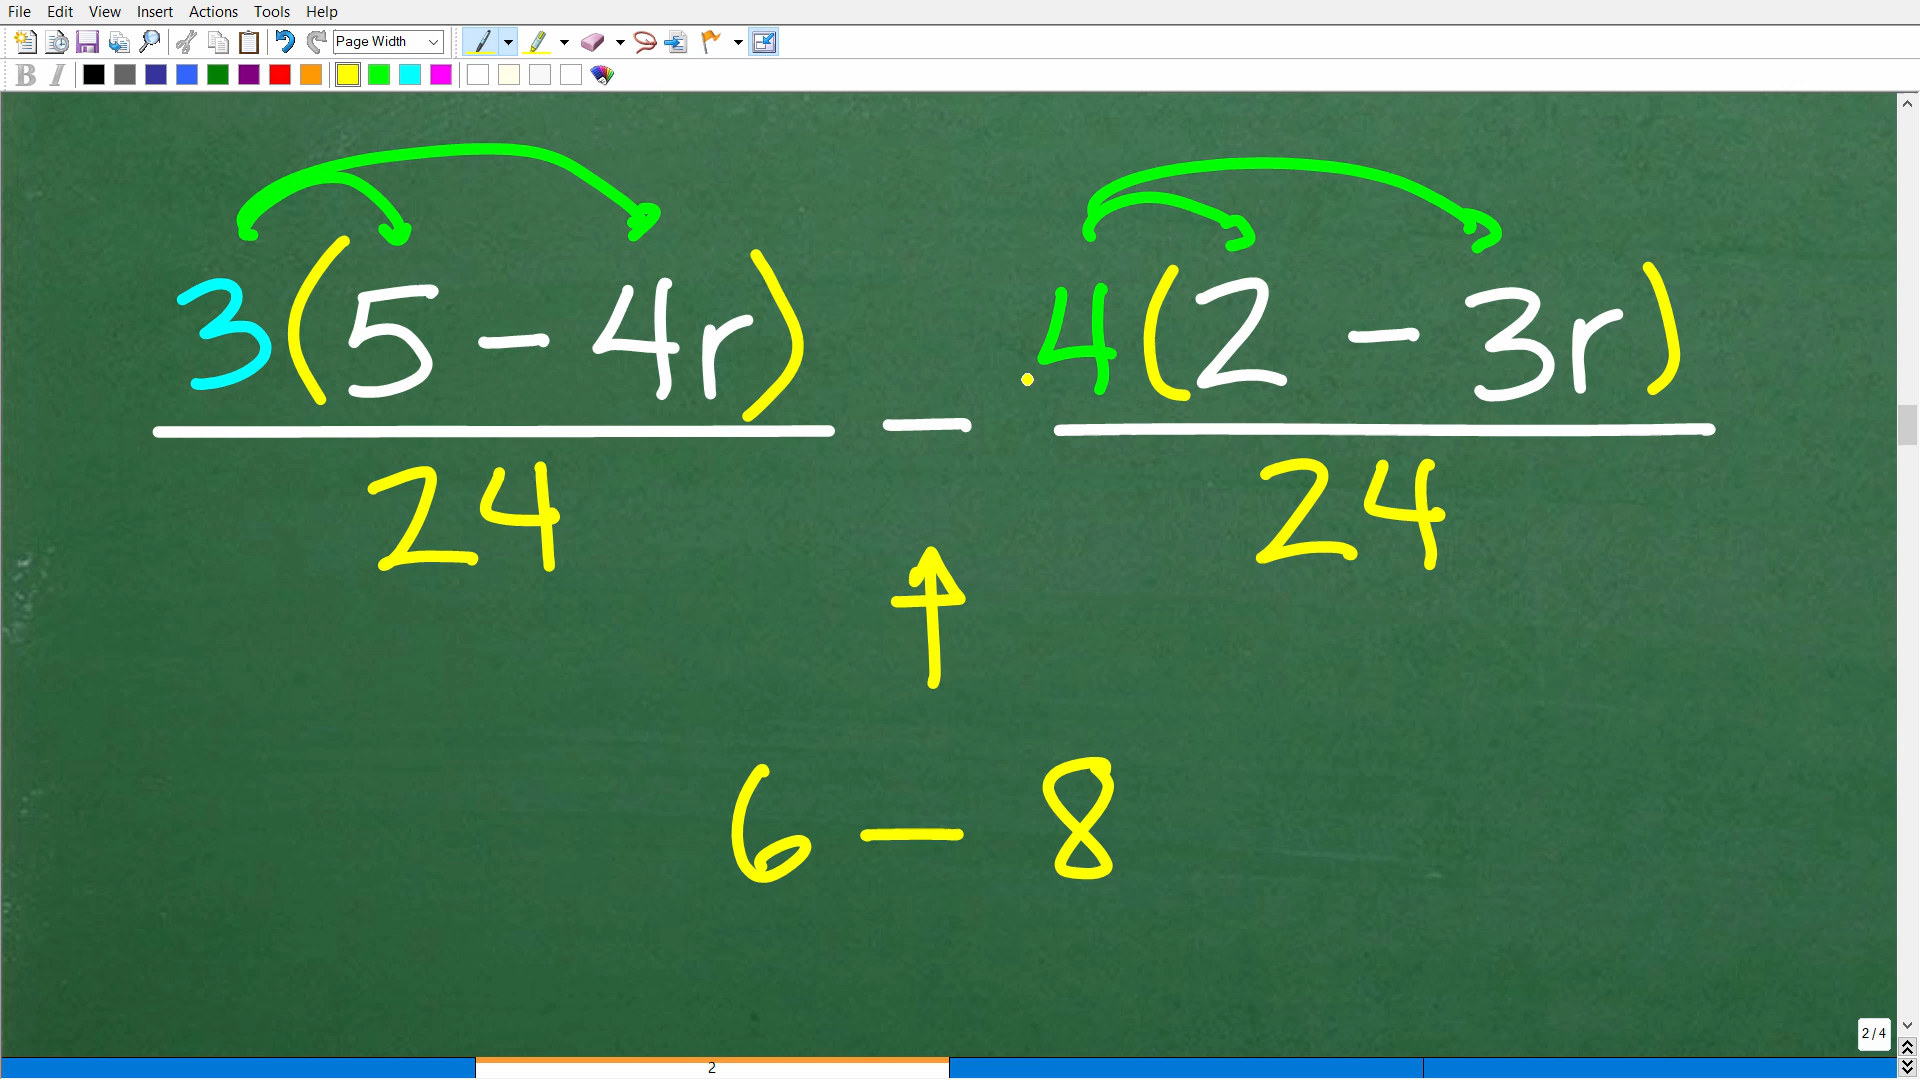 File Edit View Insert Actions Tools Help
Page Width
B I
3(5 - 4r) - 4(2 - 3r)
24 24
6 - 8
2 / 4
2